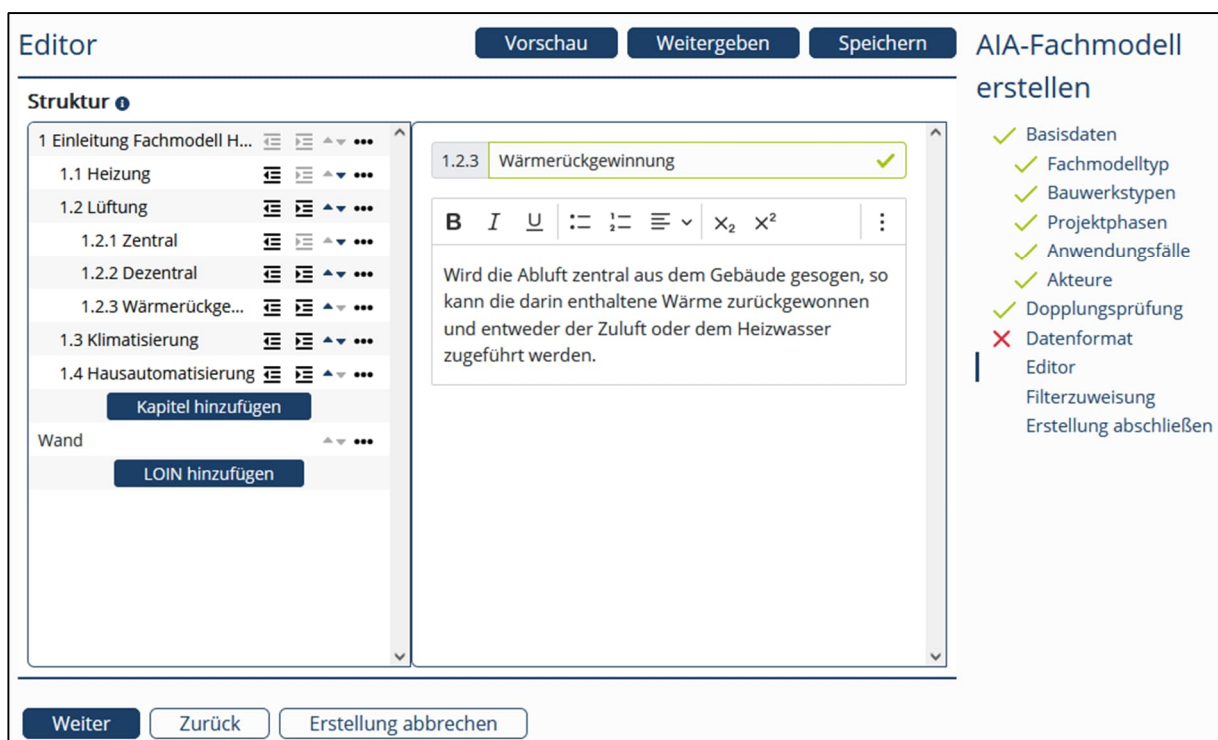 Editor
Vorschau
Weitergeben
Speichern
Struktur
1 Einleitung Fachmodell H...
1.1 Heizung
1.2 Lüftung
1.2.1 Zentral
1.2.2 Dezentral
1.2.3 Wärmerückge...
1.3 Klimatisierung
1.4 Hausautomatisierung
Kapitel hinzufügen
Wand
LOIN hinzufügen
1.2.3 Wärmerückgewinnung
B I U X₂ X²
Wird die Abluft zentral aus dem Gebäude gesogen, so
kann die darin enthaltene Wärme zurückgewonnen
und entweder der Zuluft oder dem Heizwasser
zugeführt werden.
AIA-Fachmodell
erstellen
Basisdaten
Fachmodelltyp
Bauwerkstypen
Projektphasen
Anwendungsfälle
Akteure
Dopplungsprüfung
Datenformat
Editor
Filterzuweisung
Erstellung abschließen
Weiter
Zurück
Erstellung abbrechen